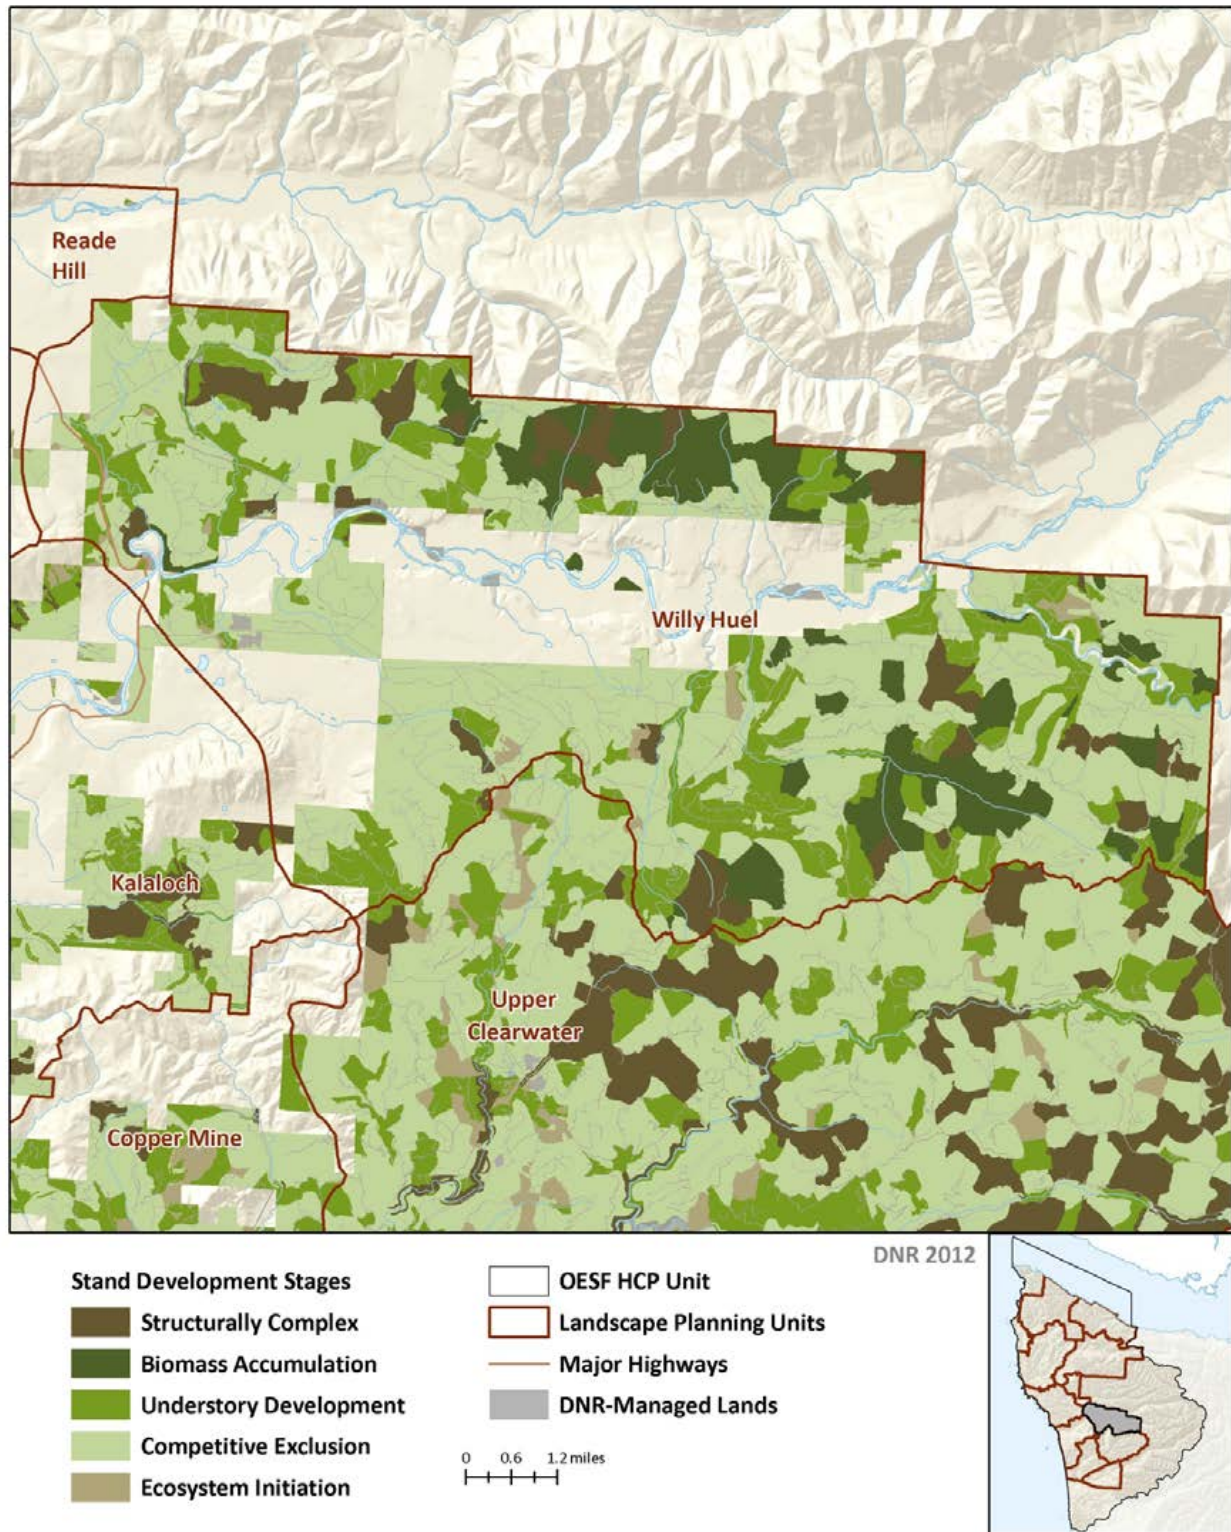 Reade
Hill
Willy Huel
Kalaloch
Upper
Clearwater
Copper Mine
DNR 2012
Stand Development Stages
Structurally Complex
Biomass Accumulation
Understory Development
Competitive Exclusion
Ecosystem Initiation
OESF HCP Unit
Landscape Planning Units
Major Highways
DNR-Managed Lands
0 0.6 1.2 miles